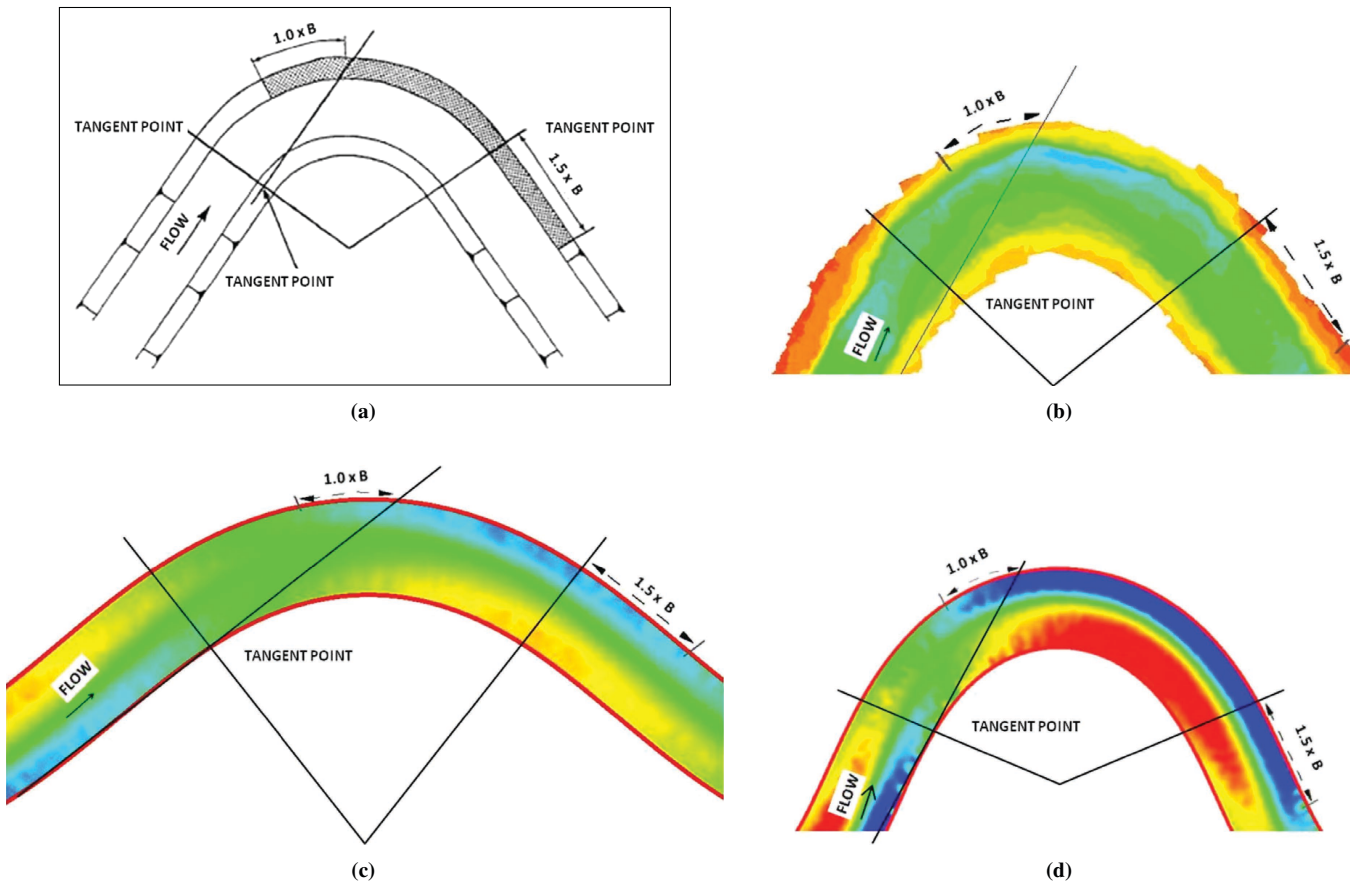 1.0 x B
TANGENT POINT
TANGENT POINT
1.5 x B
FLOW
TANGENT POINT
(a)
1.0 x B
1.5 x B
TANGENT POINT
FLOW
(b)
1.0 x B
1.5 x B
TANGENT POINT
FLOW
(c)
1.0 x B
TANGENT POINT
1.5 x B
FLOW
(d)